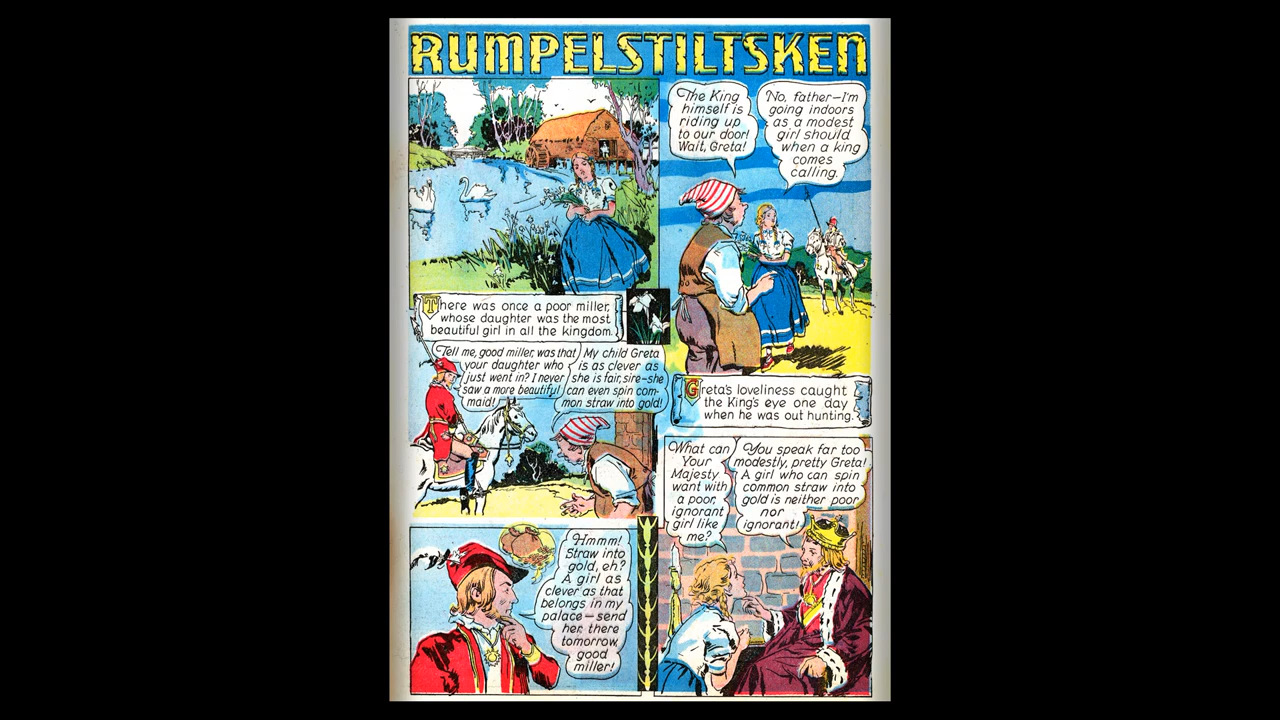 RUMPELSTILTSKEN
There was once a poor miller,
whose daughter was the most
beautiful girl in all the kingdom.
The King
himself is
riding up
to our door!
Wait, Greta!
No, father—I'm
going indoors
as a modest
girl should
when a king
comes
calling.
Greta's loveliness caught
the King's eye one day
when he was out hunting.
Tell me, good miller, was that
your daughter who
just went in? I never
saw a more beautiful
maid!
My child Greta
is as clever as
she is fair, sire—she
can even spin com-
mon straw into gold!
Hmmm!
Straw into
gold, eh?
A girl as
clever as that
belongs in my
palace—send
her there
tomorrow,
good
miller!
What can
Your
Majesty
want with
a poor,
ignorant
girl like
me?
You speak far too
modestly, pretty Greta!
A girl who can spin
common straw into
gold is neither poor
nor
ignorant!